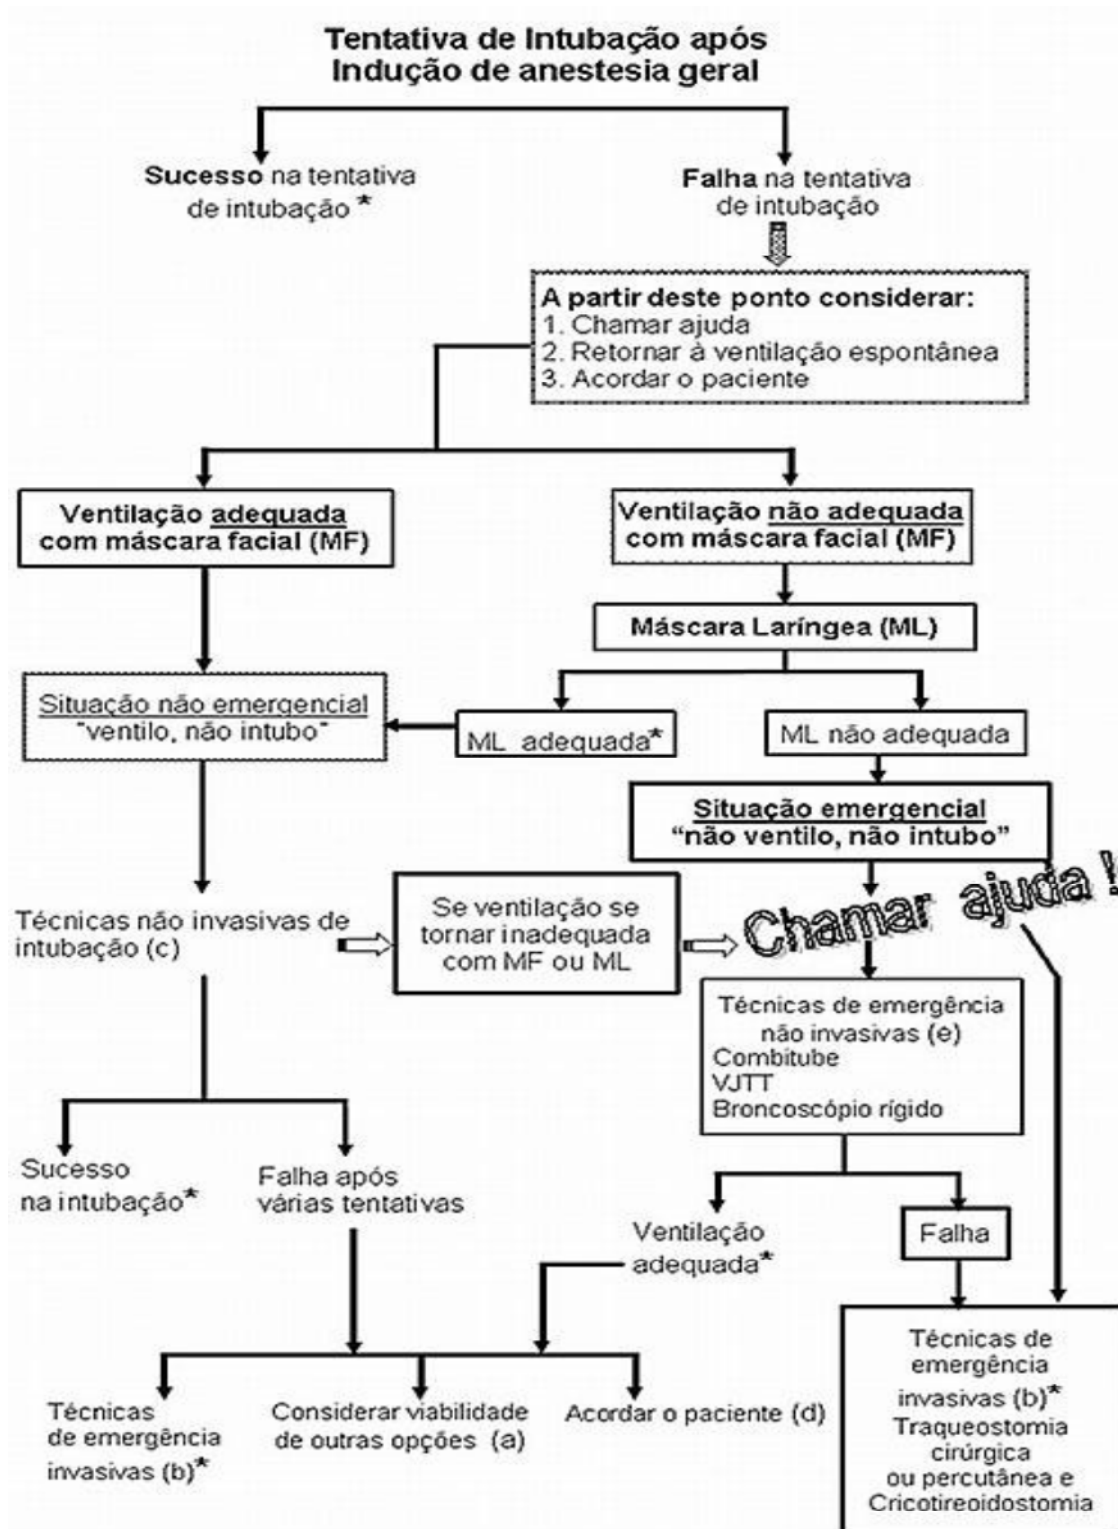 Tentativa de Intubação após
Indução de anestesia geral
Sucesso na tentativa
de intubação *
Falha na tentativa
de intubação
A partir deste ponto considerar:
1. Chamar ajuda
2. Retornar à ventilação espontânea
3. Acordar o paciente
Ventilação adequada
com máscara facial (MF)
Ventilação não adequada
com máscara facial (MF)
Máscara Laríngea (ML)
Situação não emergencial
"ventilo, não intubo"
ML adequada*
ML não adequada
Situação emergencial
"não ventilo, não intubo"
Chamar ajuda !
Técnicas não invasivas de
intubação (c)
Se ventilação se
tornar inadequada
com MF ou ML
Técnicas de emergência
não invasivas (e)
Combitube
VJTT
Broncoscópio rígido
Sucesso
na intubação*
Falha após
várias tentativas
Ventilação
adequada*
Falha
Técnicas
de emergência
invasivas (b)*
Considerar viabilidade
de outras opções (a)
Acordar o paciente (d)
Técnicas de
emergência
invasivas (b)*
Traqueostomia
cirúrgica
ou percutânea e
Cricotireoidostomia